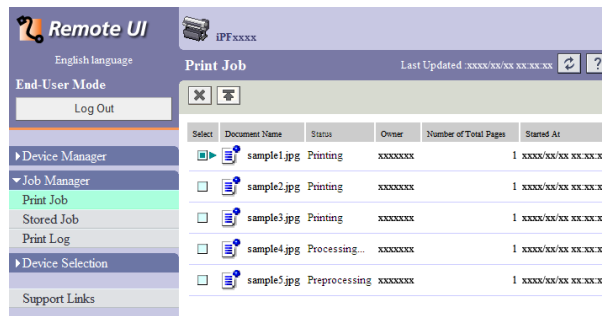 Remote UI
English language
End-User Mode
Log Out
Device Manager
Job Manager
Print Job
Stored Job
Print Log
Device Selection
Support Links
iPFxxxx
Print Job Last Updated :xxxx/xx/xx xx:xx:xx ?
Select Document Name Status Owner Number of Total Pages Started At
sample1.jpg Printing xxxxxxx 1 xxxx/xx/xx xx:xx:x
sample2.jpg Printing xxxxxxx 1 xxxx/xx/xx xx:xx:x
sample3.jpg Printing xxxxxxx 1 xxxx/xx/xx xx:xx:x
sample4.jpg Processing... xxxxxxx 1 xxxx/xx/xx xx:xx:x
sample5.jpg Preprocessing xxxxxxx 1 xxxx/xx/xx xx:xx:x